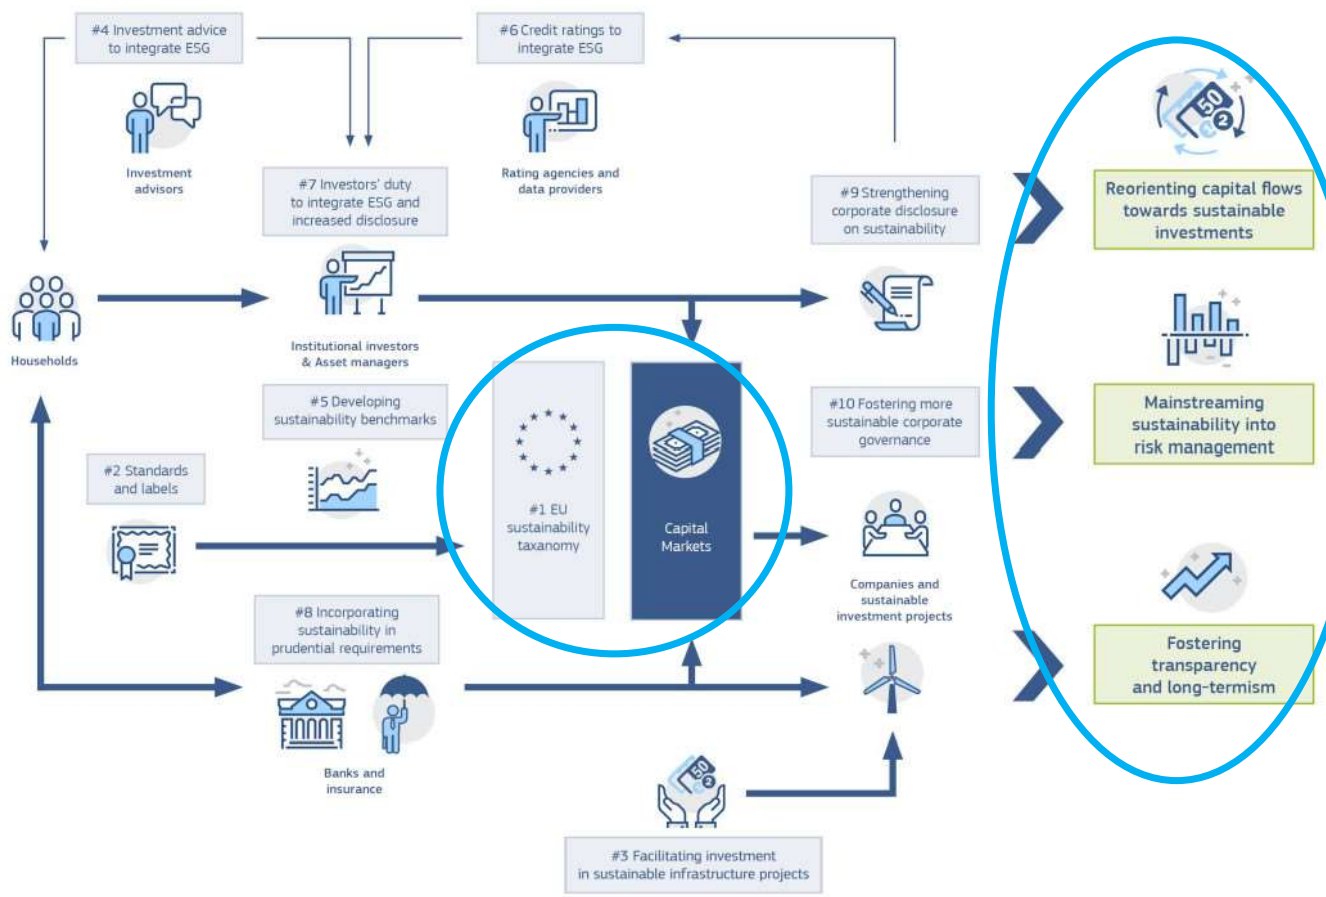 #4 Investment advice
to integrate ESG
#6 Credit ratings to
integrate ESG
50
2
Investment
advisors
Rating agencies and
data providers
#7 Investors' duty
to integrate ESG and
increased disclosure
#9 Strengthening
corporate disclosure
on sustainability
Reorienting capital flows
towards sustainable
investments
Households
Institutional investors
& Asset managers
#5 Developing
sustainability benchmarks
#10 Fostering more
sustainable corporate
governance
Mainstreaming
sustainability into
risk management
#2 Standards
and labels
#1 EU
sustainability
taxanomy
Capital
Markets
Companies and
sustainable
investment projects
#8 Incorporating
sustainability in
prudential requirements
Fostering
transparency
and long-termism
Banks and
insurance
50
2
#3 Facilitating investment
in sustainable infrastructure projects